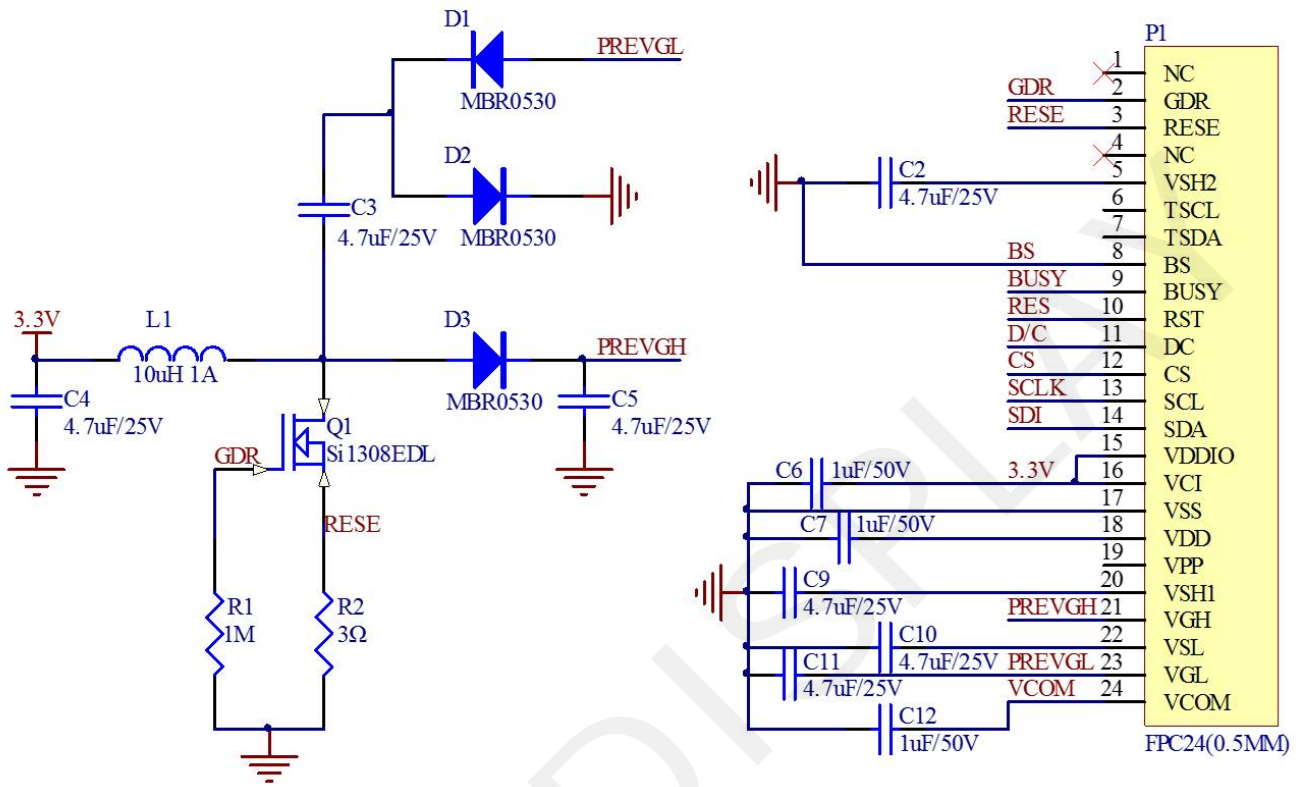 D1
PREVGL
MBR0530
D2
MBR0530
C3
4.7uF/25V
3.3V
L1
10uH 1A
D3
PREVGH
MBR0530
C4
4.7uF/25V
C5
4.7uF/25V
Q1
Si1308EDL
GDR
RESE
R1
1M
R2
3Ω
P1
1 NC
GDR 2 GDR
RESE 3 RESE
4 NC
C2
4.7uF/25V
5 VSH2
6 TSCL
7 TSDA
BS 8 BS
BUSY 9 BUSY
RES 10 RST
D/C 11 DC
CS 12 CS
SCLK 13 SCL
SDI 14 SDA
15 VDDIO
C6 1uF/50V 3.3V 16 VCI
17 VSS
C7 1uF/50V 18 VDD
19 VPP
C9
4.7uF/25V
20 VSH1
PREVGH 21 VGH
C10
4.7uF/25V
22 VSL
C11
4.7uF/25V
PREVGL 23 VGL
VCOM 24 VCOM
C12
1uF/50V
FPC24(0.5MM)
DISPLAY